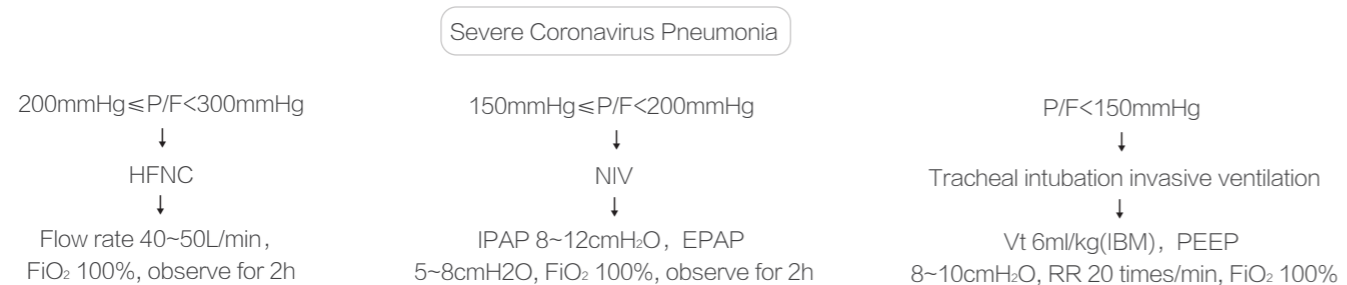 Severe Coronavirus Pneumonia
200mmHg≤P/F<300mmHg
HFNC
Flow rate 40~50L/min,
FiO₂ 100%, observe for 2h
150mmHg≤P/F<200mmHg
NIV
IPAP 8~12cmH₂O, EPAP
5~8cmH2O, FiO₂ 100%, observe for 2h
P/F<150mmHg
Tracheal intubation invasive ventilation
Vt 6ml/kg(IBM), PEEP
8~10cmH₂O, RR 20 times/min, FiO₂ 100%